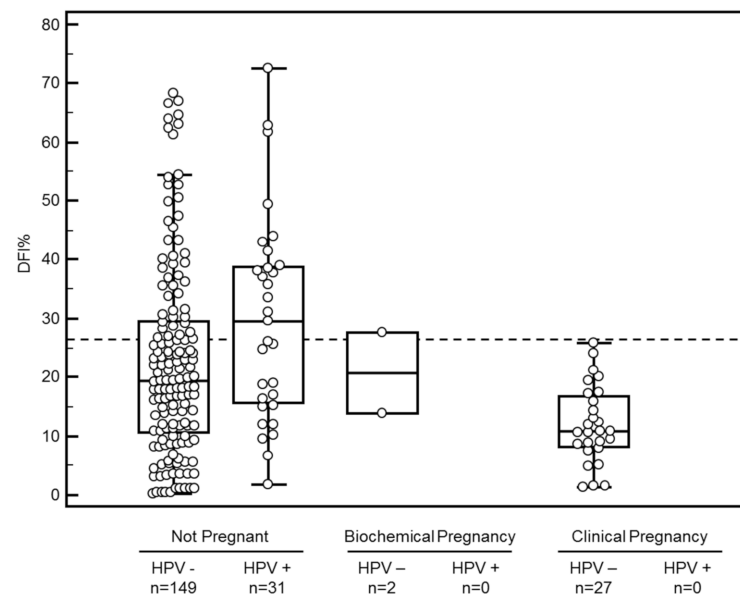 80
70
60
50
40
30
20
10
0
DFI%
Not Pregnant
Biochemical Pregnancy
Clinical Pregnancy
HPV - HPV + HPV – HPV + HPV – HPV +
n=149 n=31 n=2 n=0 n=27 n=0